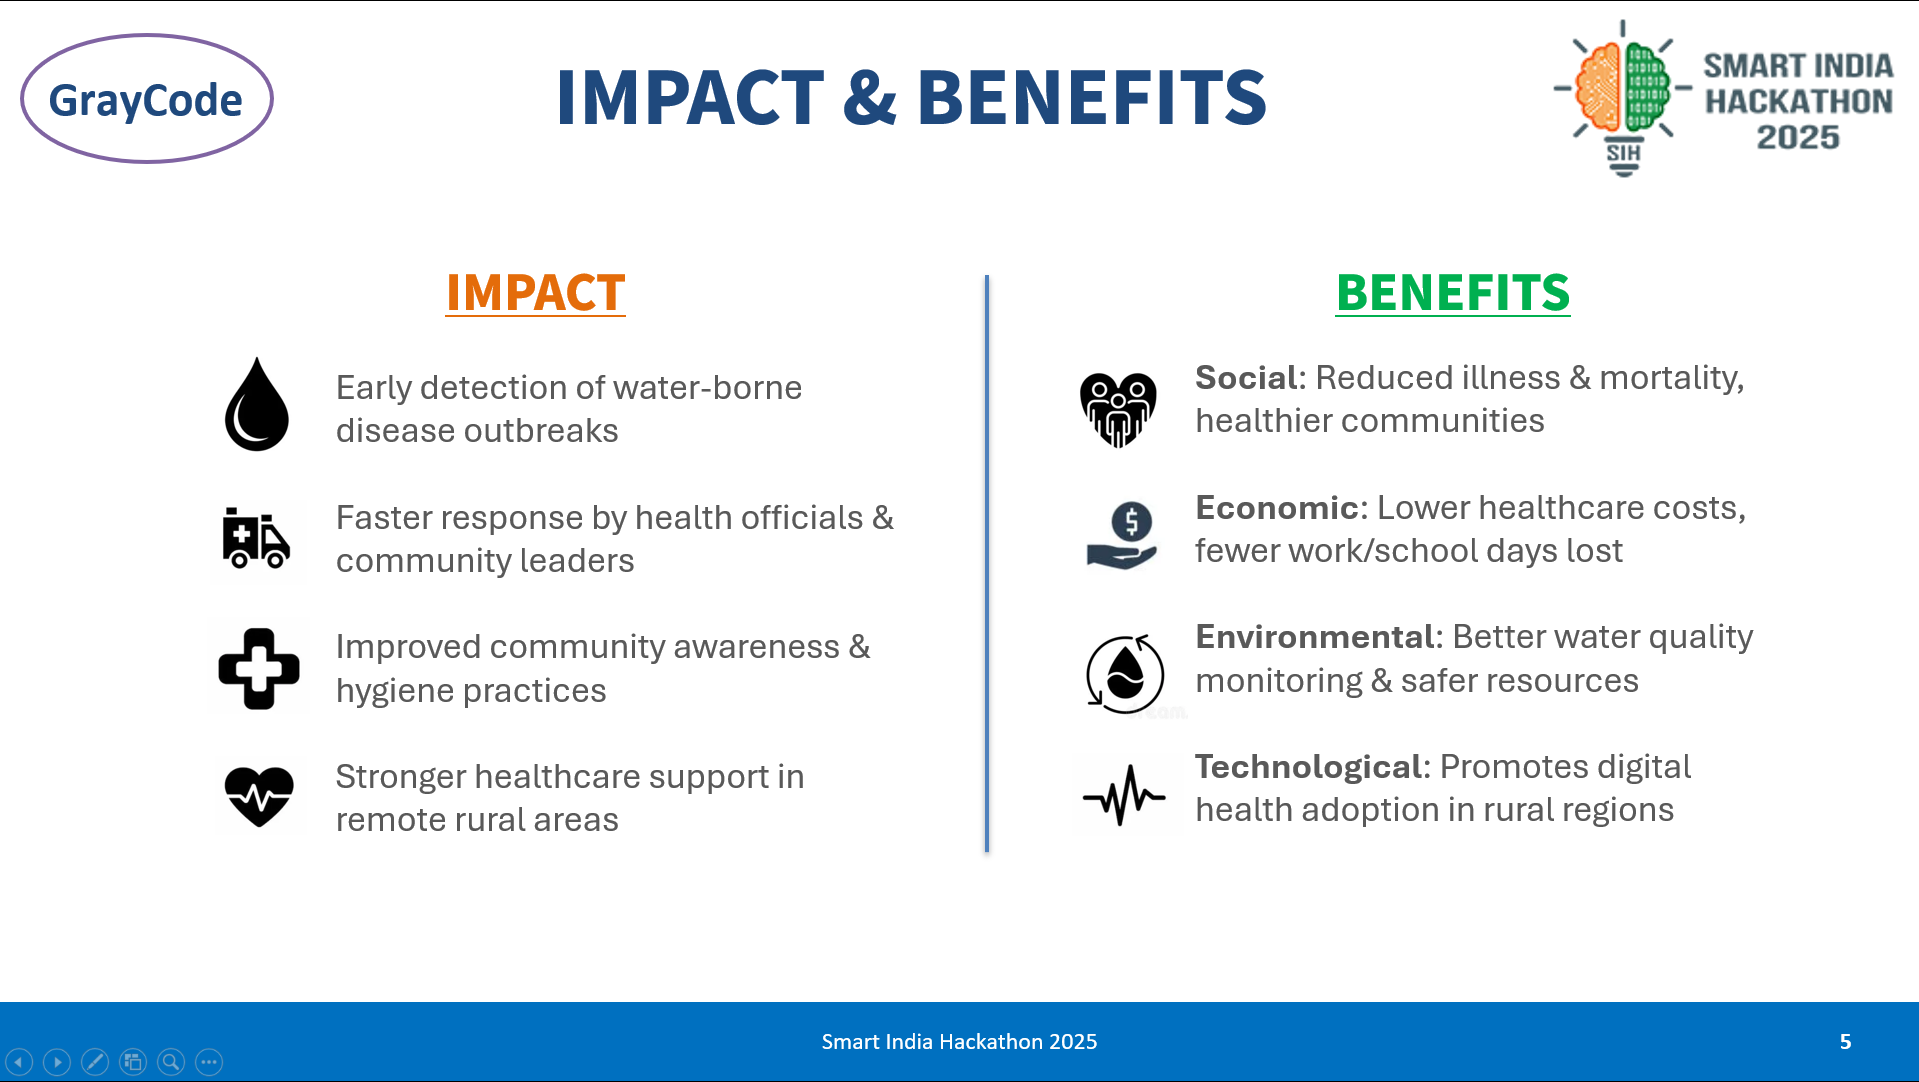 GrayCode
IMPACT & BENEFITS
SMART INDIA
HACKATHON
2025
SIH
IMPACT
Early detection of water-borne
disease outbreaks
Faster response by health officials &
community leaders
Improved community awareness &
hygiene practices
Stronger healthcare support in
remote rural areas
BENEFITS
Social: Reduced illness & mortality,
healthier communities
Economic: Lower healthcare costs,
fewer work/school days lost
Environmental: Better water quality
monitoring & safer resources
Technological: Promotes digital
health adoption in rural regions
Smart India Hackathon 2025
5